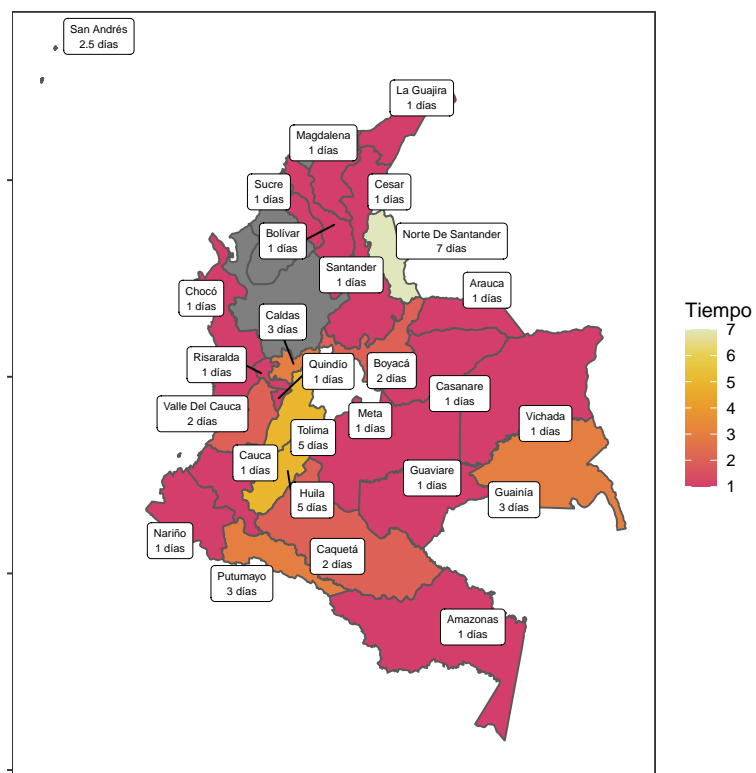 San Andrés
2.5 días
La Guajira
1 días
Magdalena
1 días
Sucre
1 días
Cesar
1 días
Bolívar
1 días
Norte De Santander
7 días
Santander
1 días
Arauca
1 días
Chocó
1 días
Caldas
3 días
Tiempo
7
6
5
4
3
2
1
Risaralda
1 días
Quindío
1 días
Boyacá
2 días
Casanare
1 días
Valle Del Cauca
2 días
Meta
1 días
Vichada
1 días
Tolima
5 días
Cauca
1 días
Guaviare
1 días
Huila
5 días
Guainía
3 días
Nariño
1 días
Caquetá
2 días
Putumayo
3 días
Amazonas
1 días